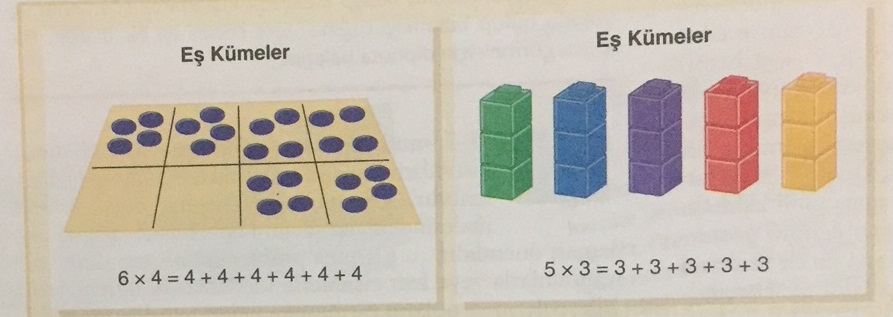 Eş Kümeler
6 × 4 = 4 + 4 + 4 + 4 + 4 + 4
Eş Kümeler
5 × 3 = 3 + 3 + 3 + 3 + 3